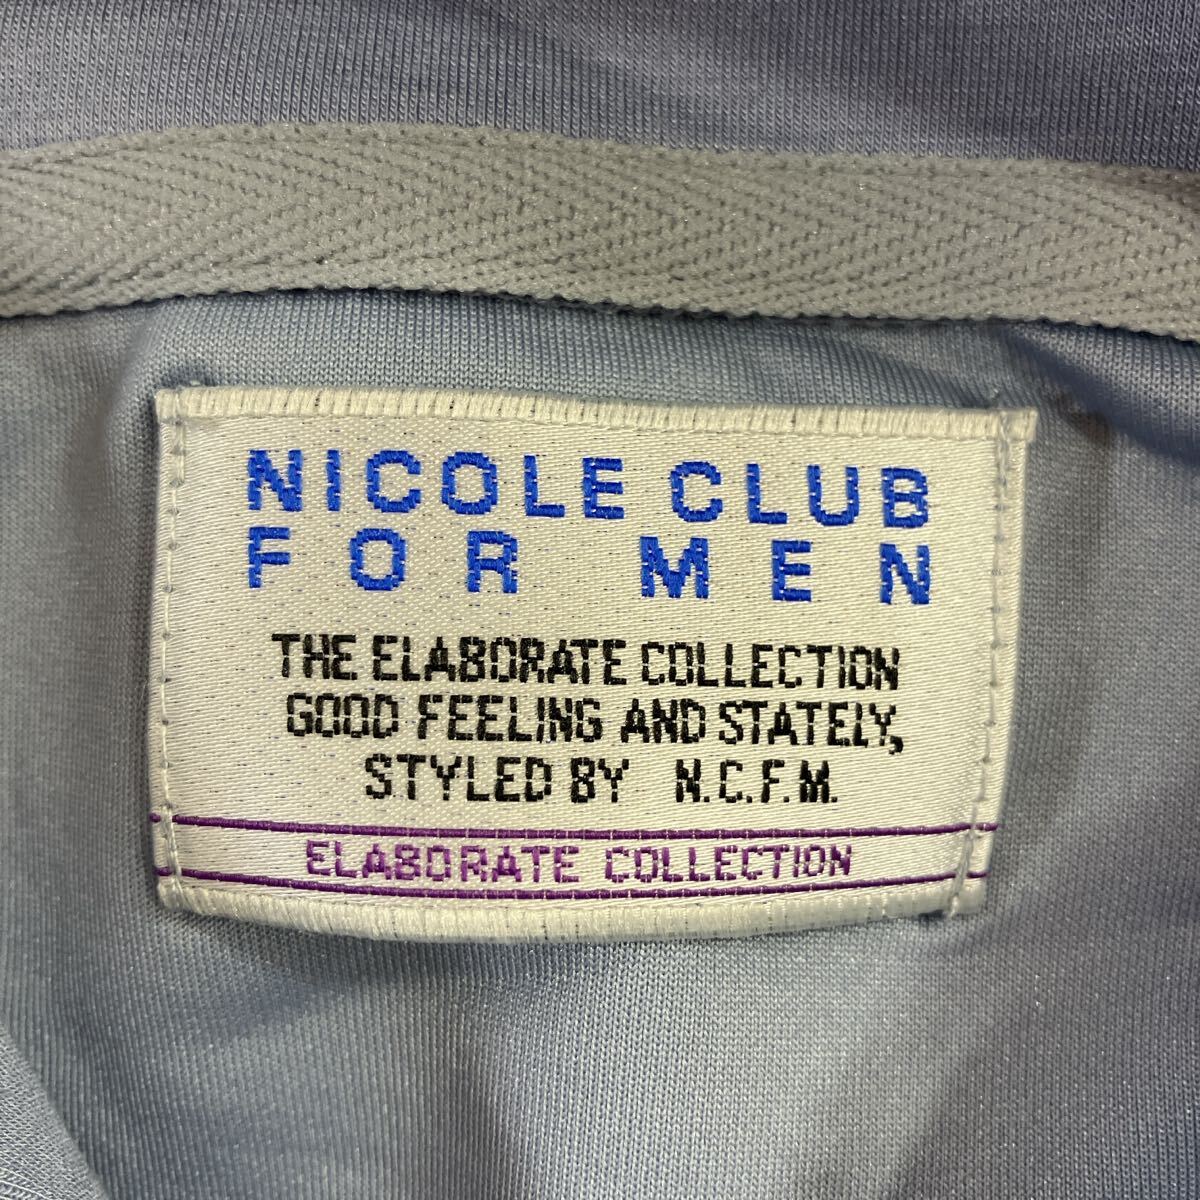 NICOLE CLUB
FOR MEN
THE ELABORATE COLLECTION
GOOD FEELING AND STATELY,
STYLED BY N.C.F.M.
ELABORATE COLLECTION